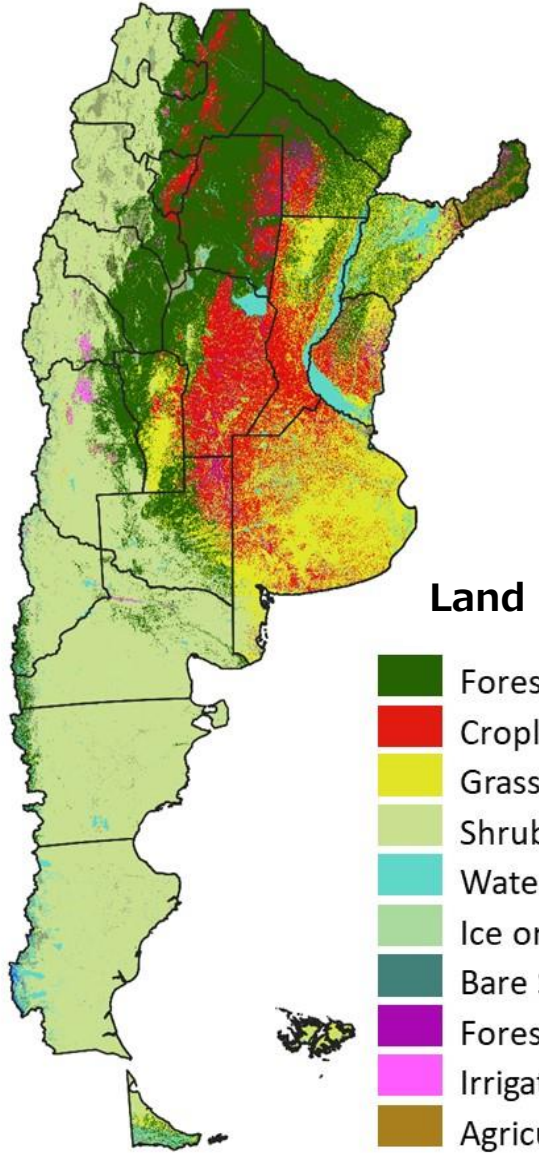 Land
Fores
Cropl
Grass
Shrub
Wate
Ice or
Bare S
Fores
Irrigat
Agricu